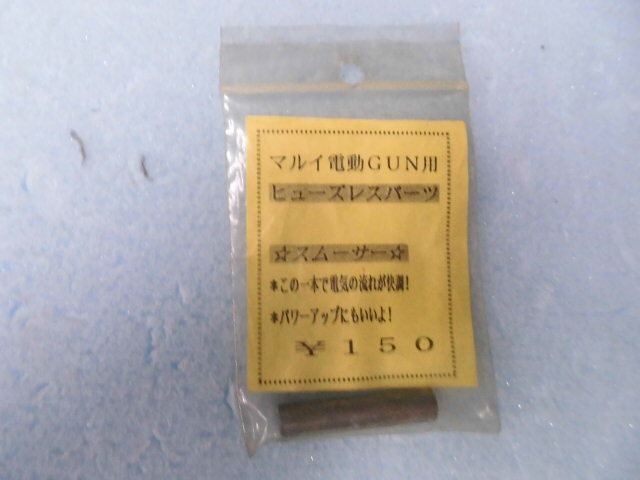 マルイ電動GUN用
ヒューズレスパーツ
☆スムーサー☆
*この一本で電気の流れが快調!
*パワーアップにもいいよ!
¥150